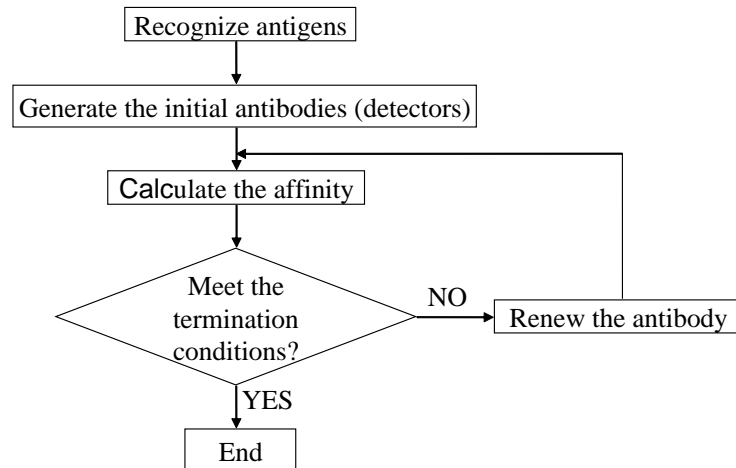 Recognize antigens
Generate the initial antibodies (detectors)
Calculate the affinity
Meet the
termination
conditions?
NO
Renew the antibody
YES
End